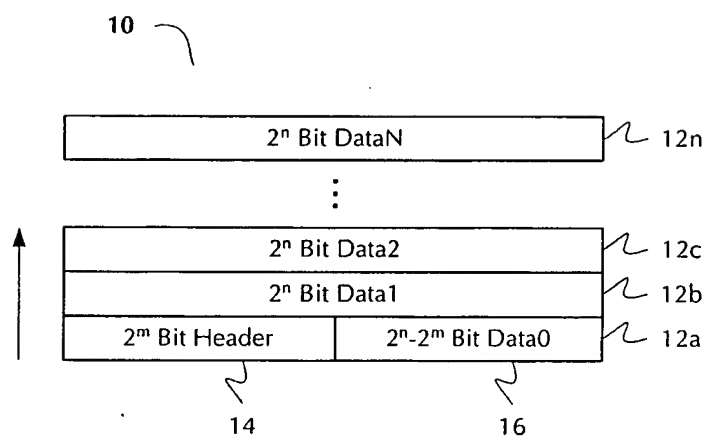 10
2ⁿ Bit DataN 12n
⋮
2ⁿ Bit Data2 12c
2ⁿ Bit Data1 12b
2ᵐ Bit Header 2ⁿ-2ᵐ Bit Data0 12a
14 16